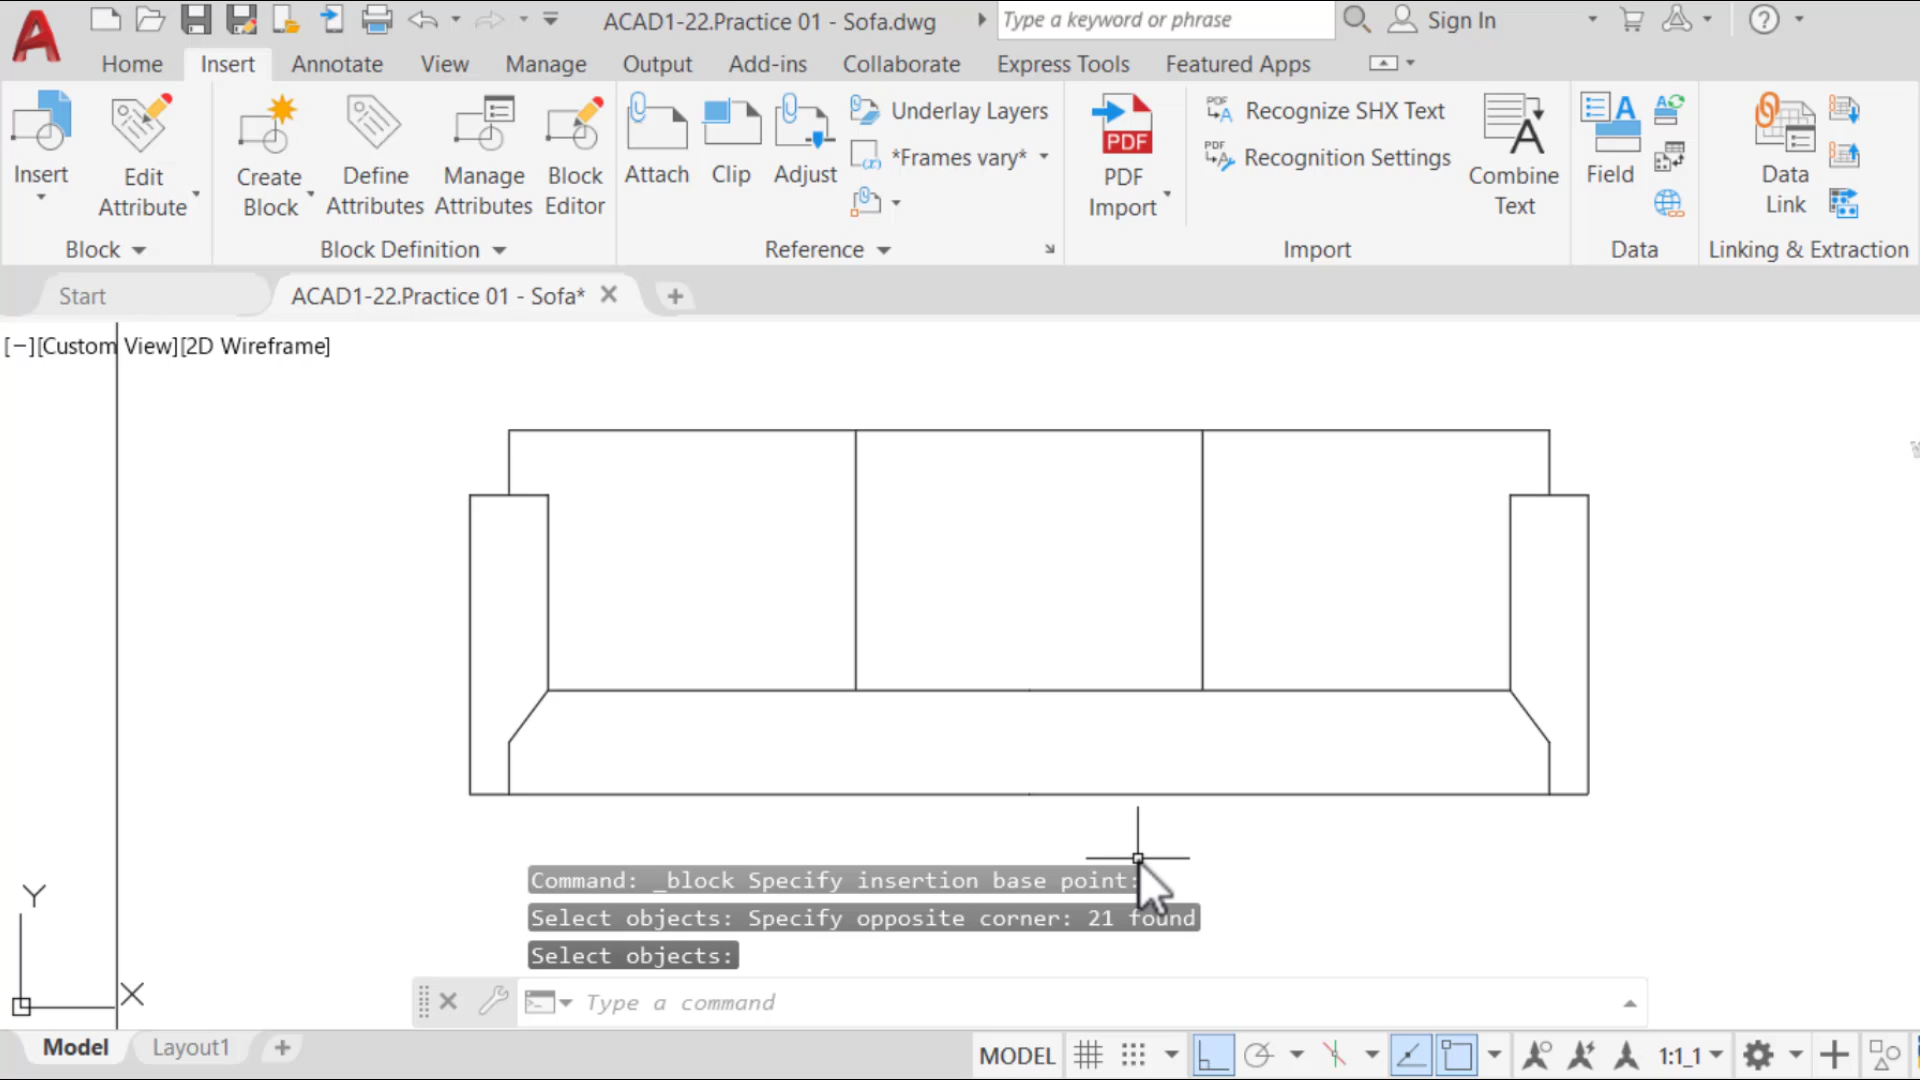 ACAD1-22.Practice 01 - Sofa.dwg
Type a keyword or phrase
Sign In
Home
Insert
Annotate
View
Manage
Output
Add-ins
Collaborate
Express Tools
Featured Apps
Insert
Edit
Attribute
Create
Block
Define
Attributes
Manage
Attributes
Block
Editor
Attach
Clip
Adjust
Underlay Layers
*Frames vary*
PDF
PDF
Import
PDF
A
Recognize SHX Text
PDF
A
Recognition Settings
Combine
Text
Field
Data
Link
Block
Block Definition
Reference
Import
Data
Linking & Extraction
Start
ACAD1-22.Practice 01 - Sofa*
[−][Custom View][2D Wireframe]
Y
X
Command: _block Specify insertion base point:
Select objects: Specify opposite corner: 21 found
Select objects:
Type a command
Model
Layout1
MODEL
1:1_1